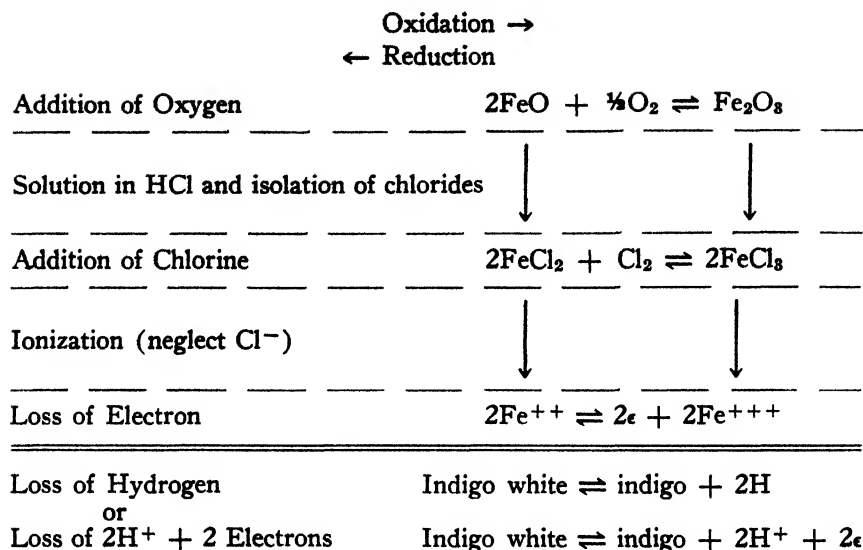 Oxidation →
← Reduction
Addition of Oxygen 2FeO + ½O₂ ⇌ Fe₂O₃
Solution in HCl and isolation of chlorides
Addition of Chlorine 2FeCl₂ + Cl₂ ⇌ 2FeCl₃
Ionization (neglect Cl⁻)
Loss of Electron 2Fe⁺⁺ ⇌ 2ϵ + 2Fe⁺⁺⁺
Loss of Hydrogen Indigo white ⇌ indigo + 2H
or
Loss of 2H⁺ + 2 Electrons Indigo white ⇌ indigo + 2H⁺ + 2ϵ